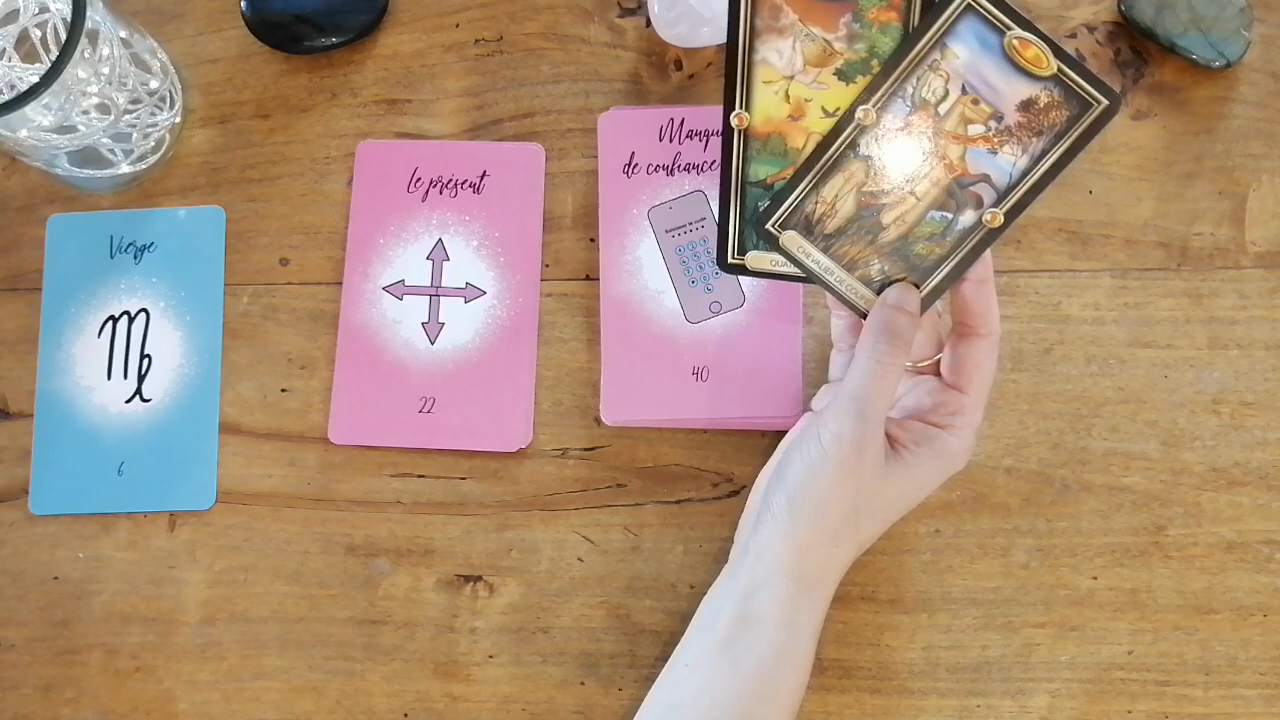 Vierge
6
Le présent
22
Manque
de confiance
40
CHEVALIER DE COUPE